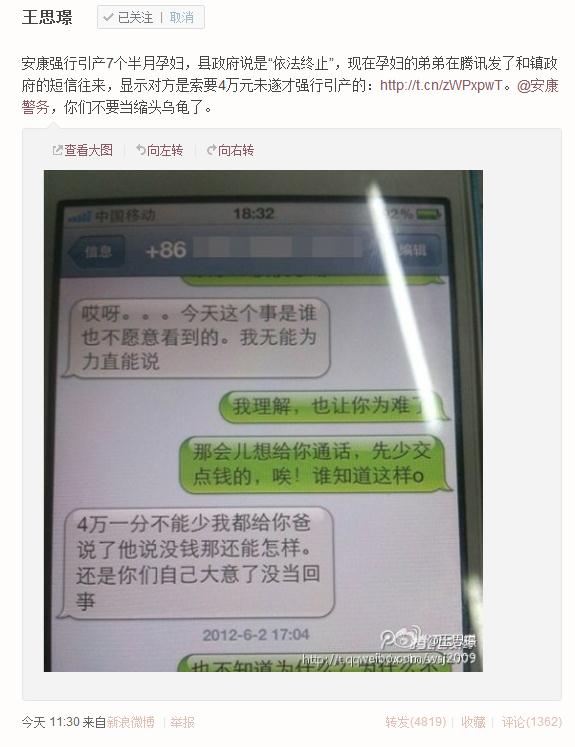 王思璟
已关注 | 取消
安康强行引产7个半月孕妇，县政府说是“依法终止”，现在孕妇的弟弟在腾讯发了和镇政
府的短信往来，显示对方是索要4万元未遂才强行引产的：http://t.cn/zWPxpwT。@安康
警务，你们不要当缩头乌龟了。
查看大图 向左转 向右转
中国移动 18:32 92%
信息 +86 编辑
哎呀。。。今天这个事是谁
也不愿意看到的。我无能为
力直能说
我理解，也让你为难了
那会儿想给你通话，先少交
点钱的，唉！谁知道这样o
4万一分不能少我都给你爸
说了他说没钱那还能怎样。
还是你们自己大意了没当回
事
2012-6-2 17:04
也不知道为什么？为什么不
@王思璟
http://t.qq
weibo.com/wsj2009
今天 11:30 来自新浪微博 | 举报
转发(4819) | 收藏 | 评论(1362)